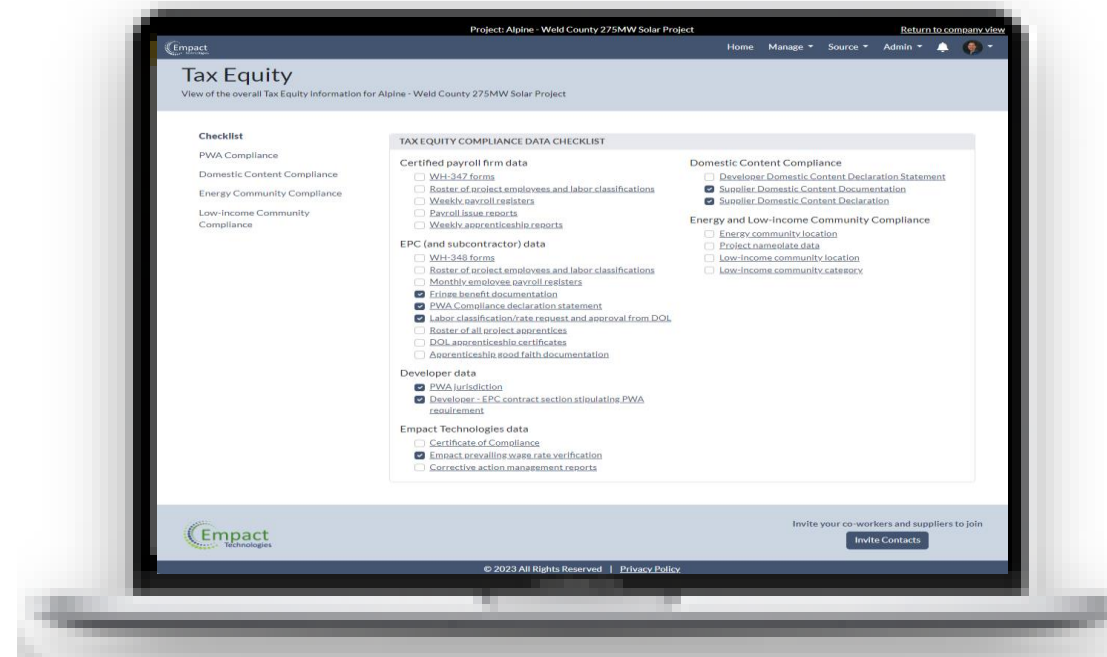 Project: Alpine - Weld County 275MW Solar Project
Return to company view
Empact
Home Manage Source Admin
Tax Equity
View of the overall Tax Equity Information for Alpine - Weld County 275MW Solar Project
Checklist
PWA Compliance
Domestic Content Compliance
Energy Community Compliance
Low-Income Community
Compliance
TAX EQUITY COMPLIANCE DATA CHECKLIST
Certified payroll firm data
WH-347 forms
Roster of project employees and labor classifications
Weekly payroll registers
Payroll issue reports
Weekly apprenticeship reports
EPC (and subcontractor) data
WH-348 forms
Roster of project employees and labor classifications
Monthly employee payroll registers
Fringe benefit documentation
PWA Compliance declaration statement
Labor classification/rate request and approval from DOL
Roster of all project apprentices
DOL apprenticeship certificates
Apprenticeship good faith documentation
Developer data
PWA jurisdiction
Developer - EPC contract section stipulating PWA
requirement
Empact Technologies data
Certificate of Compliance
Empact prevailing wage rate verification
Corrective action management reports
Domestic Content Compliance
Developer Domestic Content Declaration Statement
Supplier Domestic Content Documentation
Supplier Domestic Content Declaration
Energy and Low-Income Community Compliance
Energy community location
Project nameplate data
Low-income community location
Low-income community category
Empact
Technologies
Invite your co-workers and suppliers to join
Invite Contacts
© 2023 All Rights Reserved | Privacy Policy